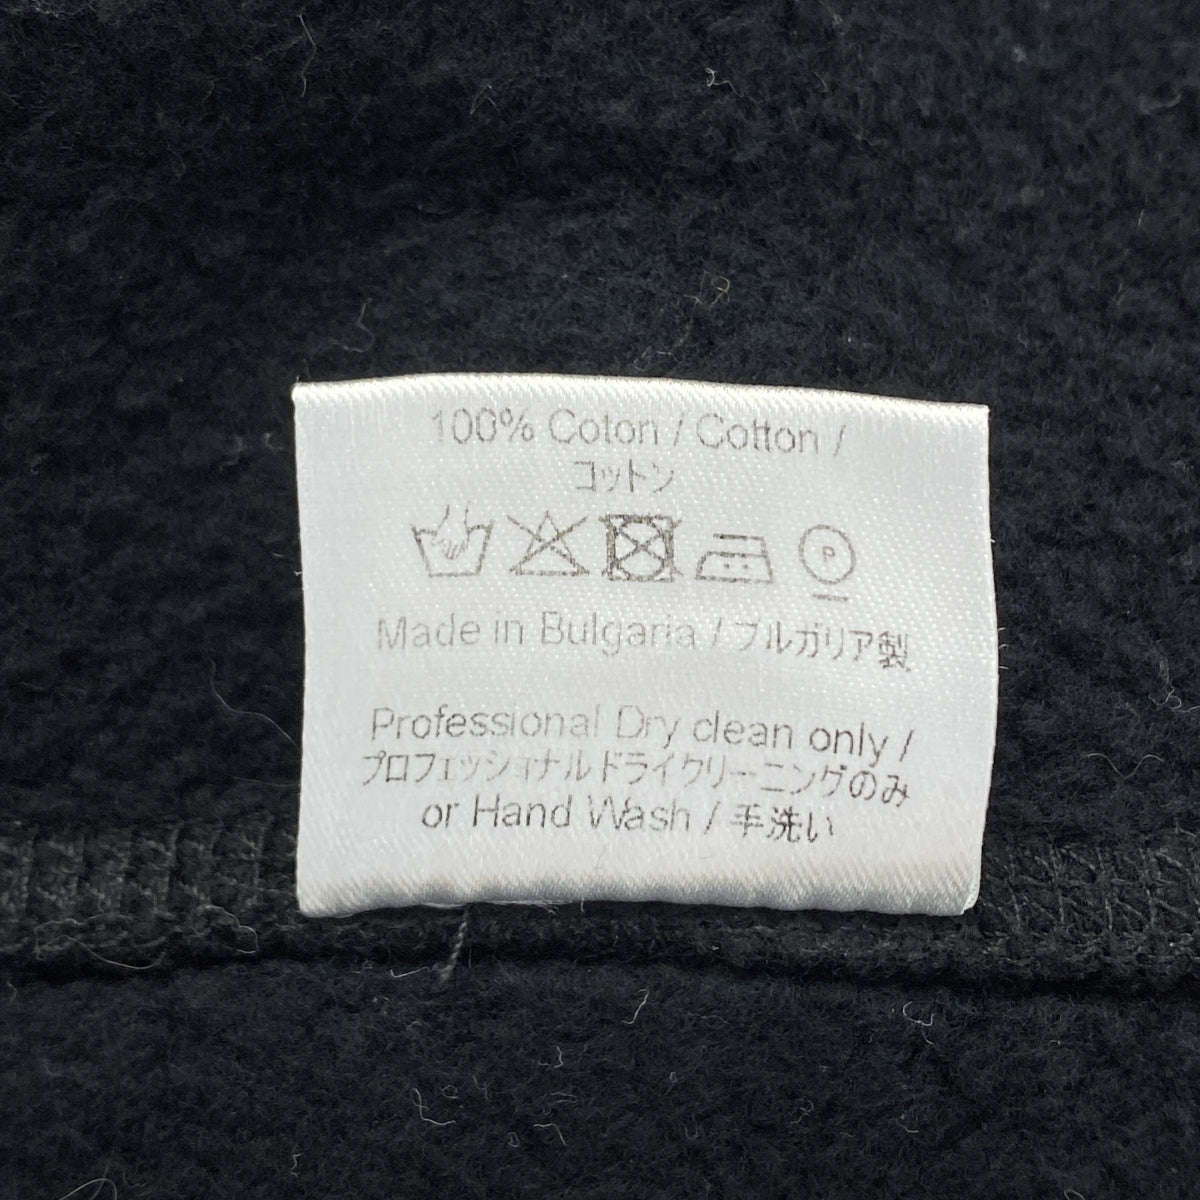 100% Coton / Cotton /
コットン
P
Made in Bulgaria / ブルガリア製
Professional Dry clean only /
プロフェッショナルドライクリーニングのみ
or Hand Wash / 手洗い